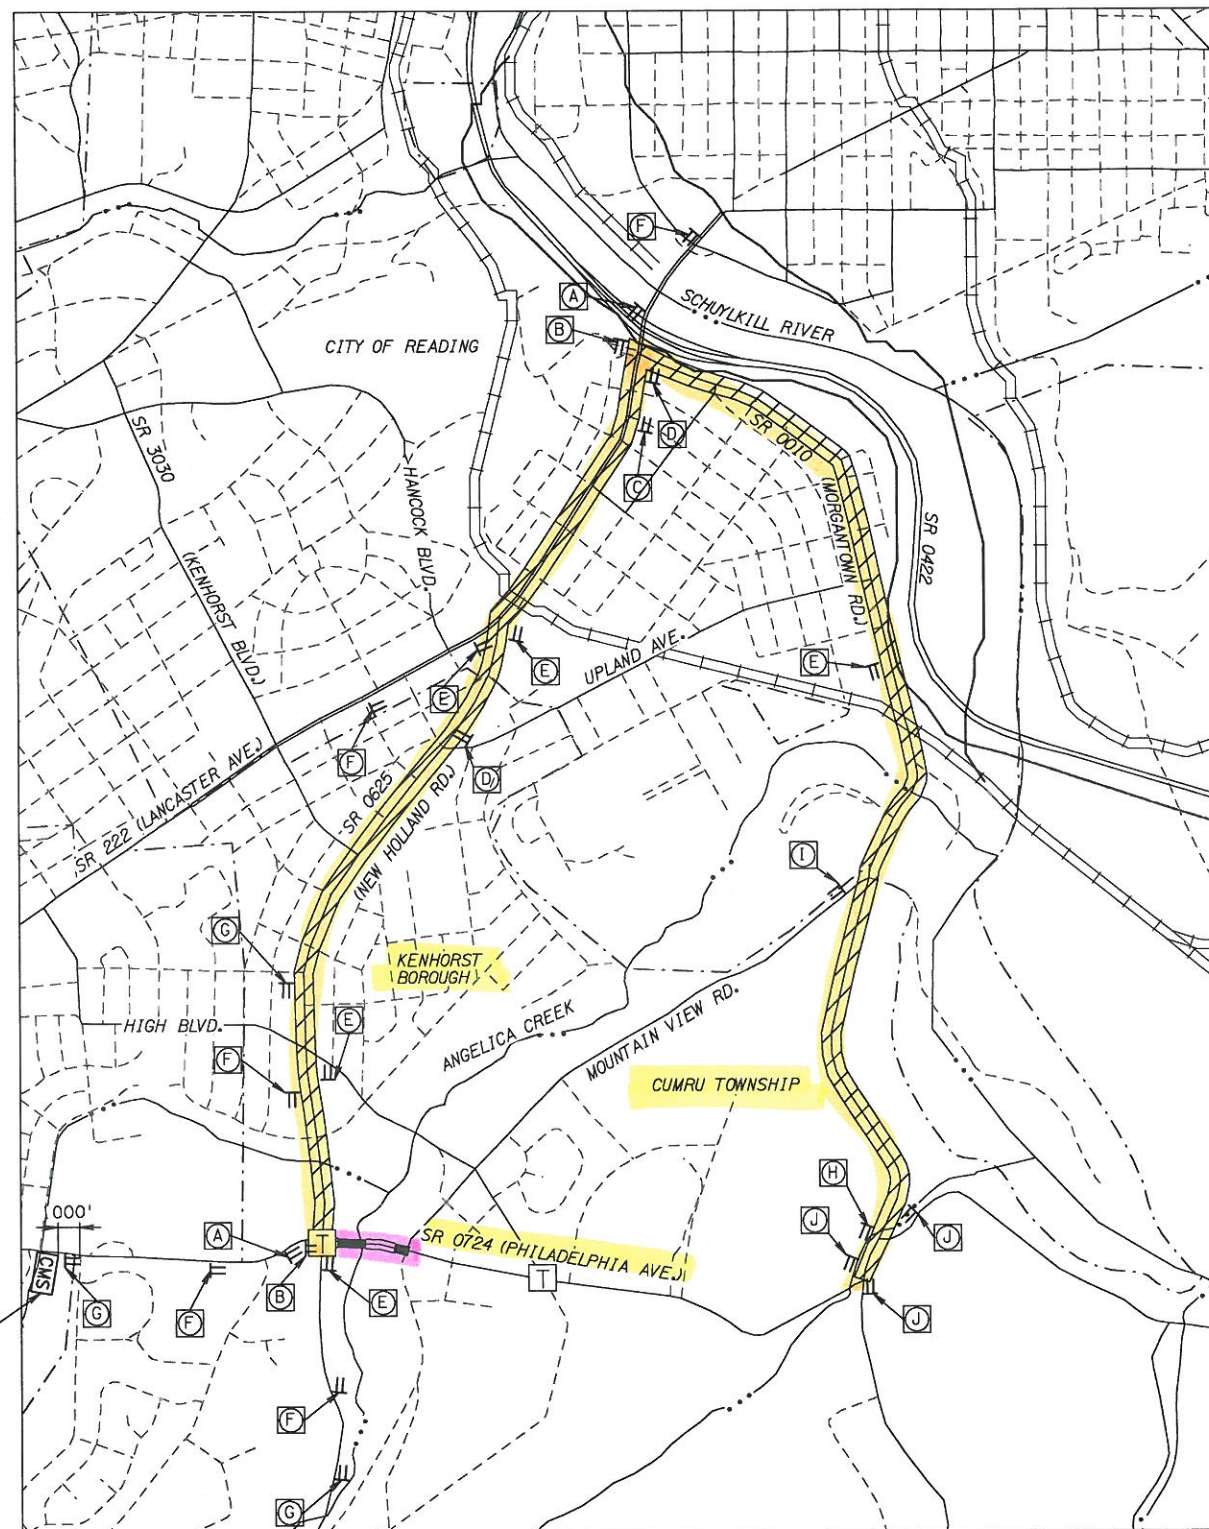 F
A
SCHUYLKILL RIVER
B
CITY OF READING
D
SR 0010
SR 3030
HANCOCK BLVD.
C
(MORGANTOWN RD.)
SR 0422
(KENHORST BLVD.)
UPLAND AVE.
E
E
E
F
D
SR 222 (LANCASTER AVE.)
SR 0625
(NEW HOLLAND RD.)
I
G
KENHORST
BOROUGH
E
HIGH BLVD.
ANGELICA CREEK
MOUNTAIN VIEW RD.
F
CUMRU TOWNSHIP
H
000'
J
J
A
T
SR 0724 (PHILADELPHIA AVE.)
CMS
T
G
F
B
E
J
F
G